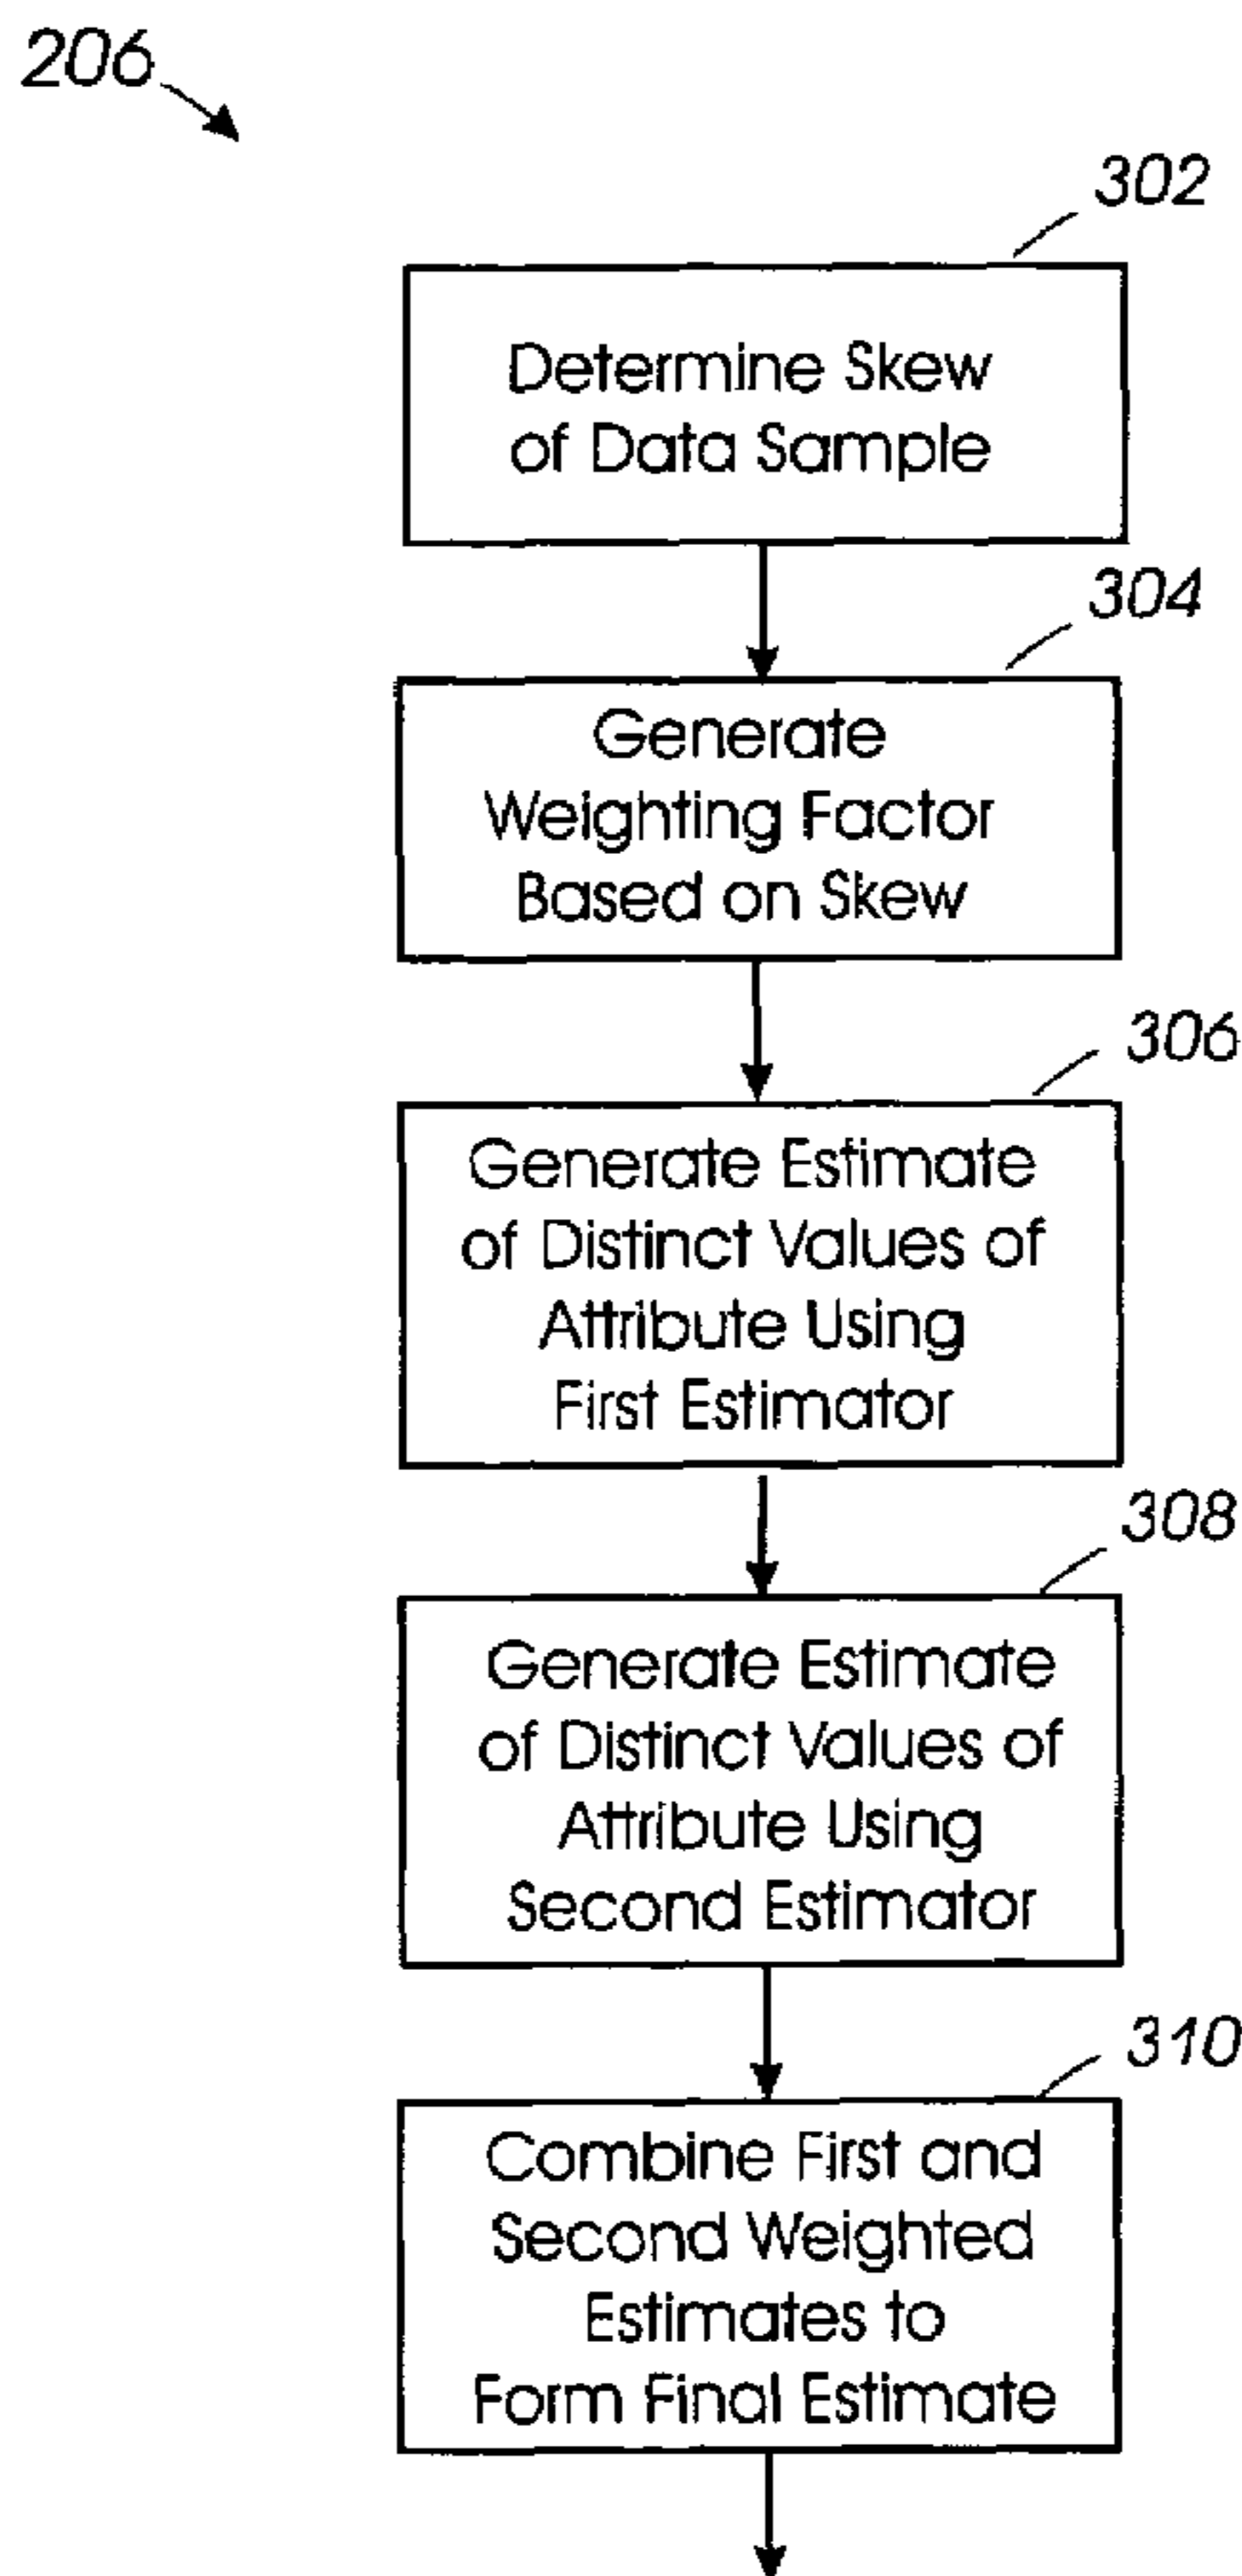 206
302
Determine Skew
of Data Sample
304
Generate
Weighting Factor
Based on Skew
306
Generate Estimate
of Distinct Values of
Attribute Using
First Estimator
308
Generate Estimate
of Distinct Values of
Attribute Using
Second Estimator
310
Combine First and
Second Weighted
Estimates to
Form Final Estimate